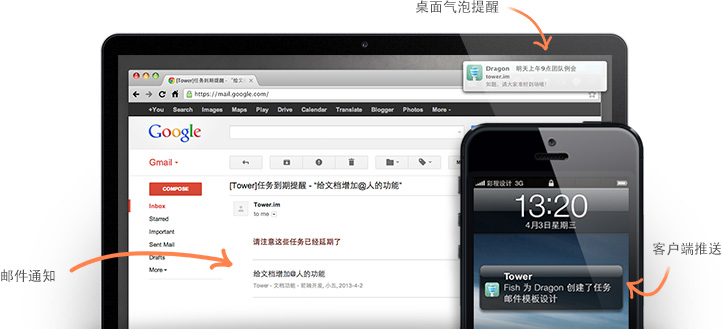 桌面气泡提醒
Dragon 明天上午9点团队例会
tower.im
如题，请大家准时到场哦！
[Tower]任务到期提醒 - "给文
https://mail.google.com/
+You Search Images Maps Play Drive Calendar Translate Blogger Photos More
Google
Gmail
M
COMPOSE
Inbox
Starred
Important
Sent Mail
Drafts
More
[Tower]任务到期提醒 - "给文档增加@人的功能"
Tower.im
to me
请注意这些任务已经延期了
给文档增加@人的功能
Tower - 文档功能 - 前端开发, 小五, 2013-4-2
邮件通知
彩程设计 3G
13:20
4月3日星期三
客户端推送
Tower
Fish 为 Dragon 创建了任务
邮件模板设计